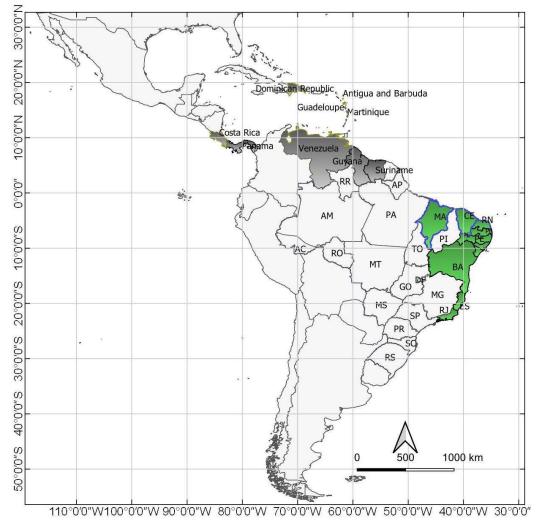 30°0'0"N
20°0'0"N
10°0'0"N
0°0'0"
10°0'0"S
20°0'0"S
30°0'0"S
40°0'0"S
50°0'0"S
Dominican Republic
Antigua and Barbuda
Guadeloupe
Martinique
Costa Rica
Panama
Venezuela
Guyana
Suriname
RR
AP
AM
PA
MA
CE
RN
PI
PE
AC
RO
TO
BA
MT
DF
GO
MG
ES
MS
SP
RJ
PR
SC
RS
0 500 1000 km
110°0'0"W 100°0'0"W 90°0'0"W 80°0'0"W 70°0'0"W 60°0'0"W 50°0'0"W 40°0'0"W 30°0'0"W